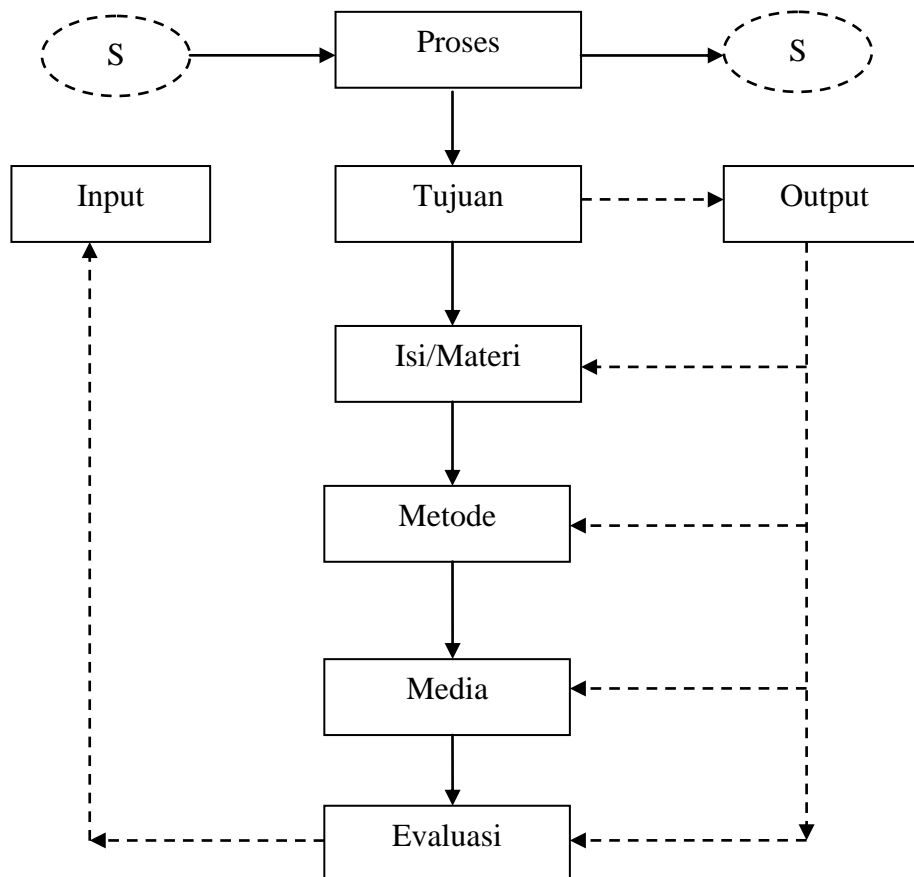 S
Proses
S
Input
Tujuan
Output
Isi/Materi
Metode
Media
Evaluasi